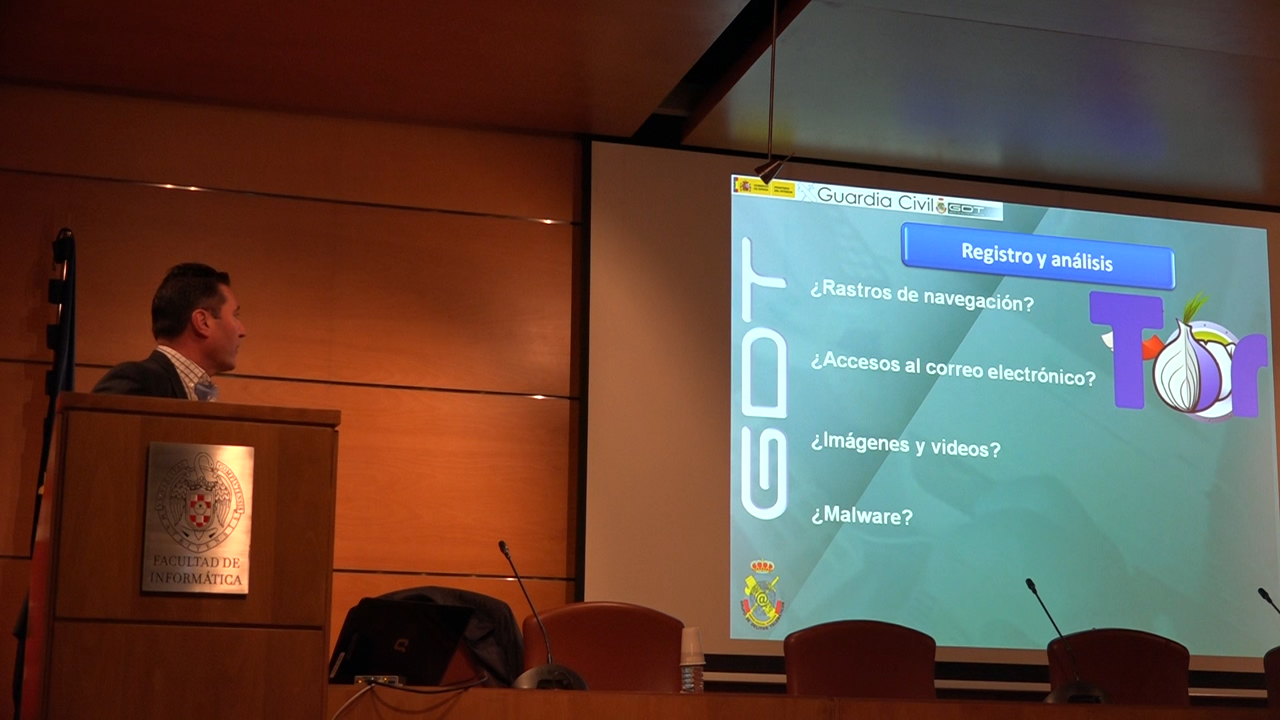 Guardia Civil GDT
Registro y análisis
¿Rastros de navegación?
Tor
¿Accesos al correo electrónico?
¿Imágenes y videos?
¿Malware?
GDT
FACULTAD DE
INFORMÁTICA